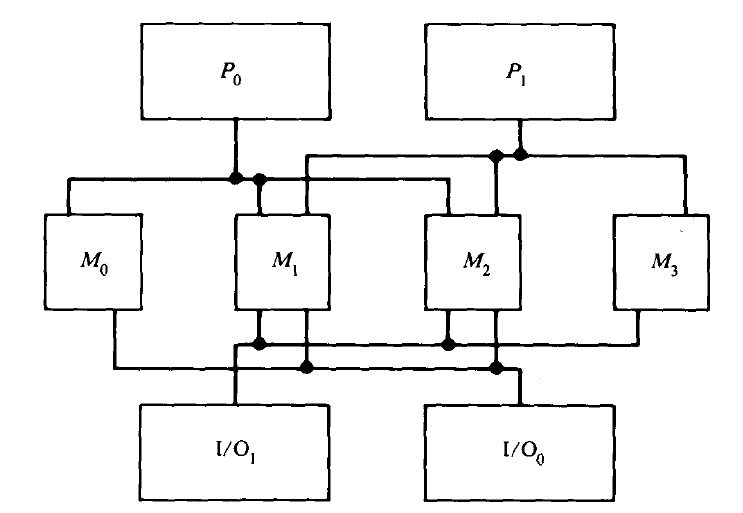 P₀
P₁
M₀
M₁
M₂
M₃
I/O₁
I/O₀